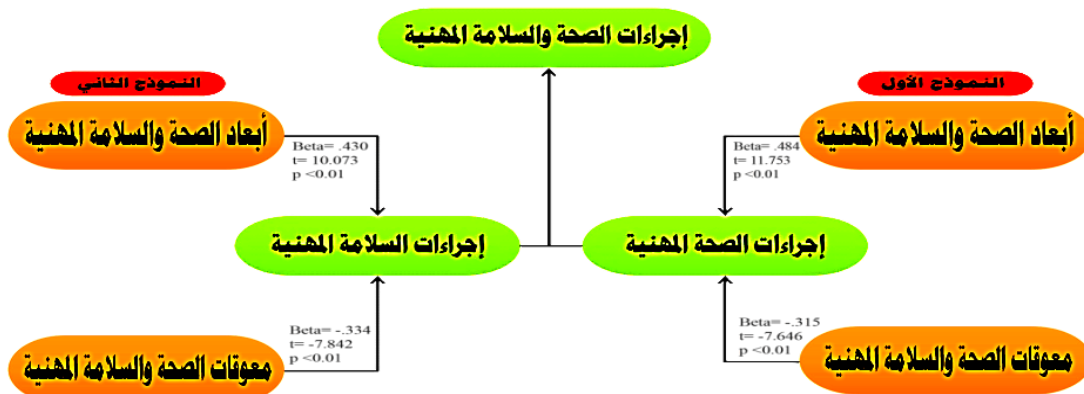 إجراءات الصحة والسلامة المهنية
النموذج الأول
النموذج الثاني
أبعاد الصحة والسلامة المهنية
أبعاد الصحة والسلامة المهنية
Beta= .484
t= 11.753
p <0.01
Beta= .430
t= 10.073
p <0.01
إجراءات الصحة المهنية
إجراءات السلامة المهنية
Beta= -.315
t= -7.646
p <0.01
Beta= -.334
t= -7.842
p <0.01
معوقات الصحة والسلامة المهنية
معوقات الصحة والسلامة المهنية